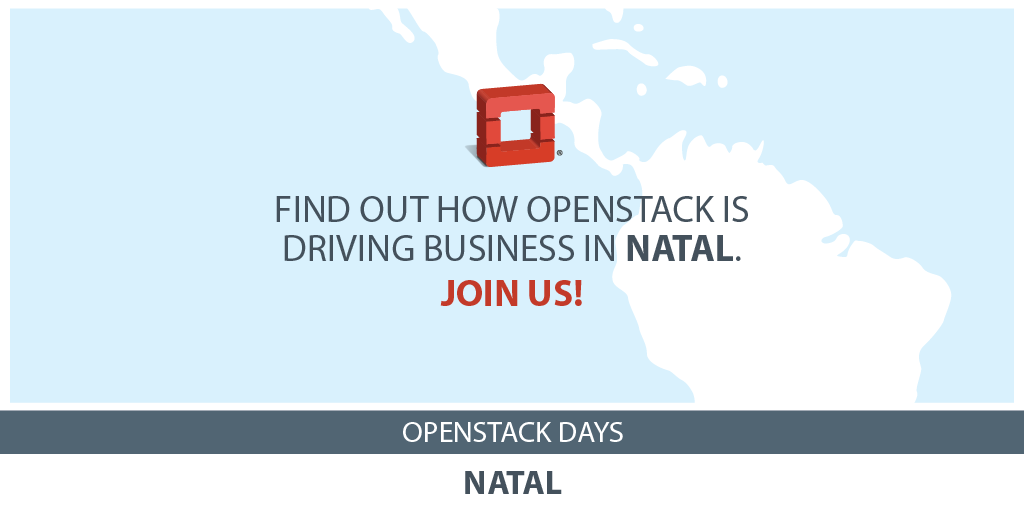 ®
FIND OUT HOW OPENSTACK IS
DRIVING BUSINESS IN NATAL.
JOIN US!
OPENSTACK DAYS
NATAL